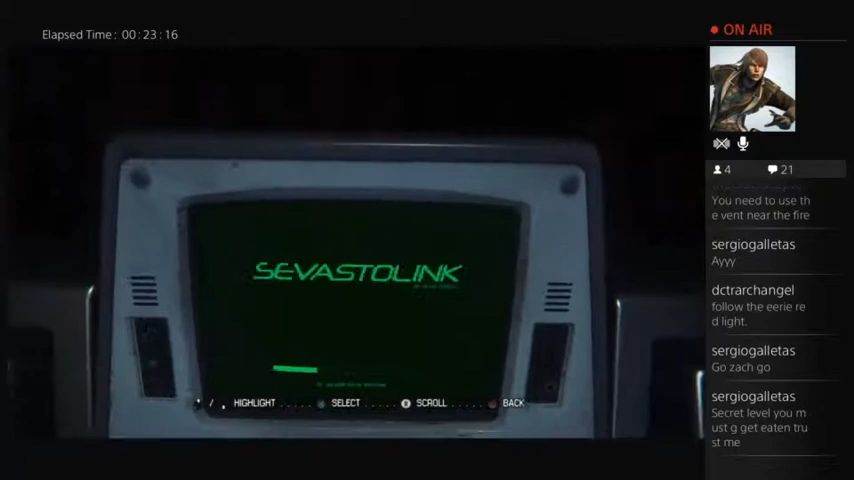 Elapsed Time : 00:23:16
ON AIR
4
21
You need to use th
e vent near the fire
sergiogalletas
Ayyy
dctrarchangel
follow the eerie re
d light.
sergiogalletas
Go zach go
sergiogalletas
Secret level you m
ust g get eaten tru
st me
SEVASTOLINK
/ HIGHLIGHT ..... SELECT ..... SCROLL ..... BACK